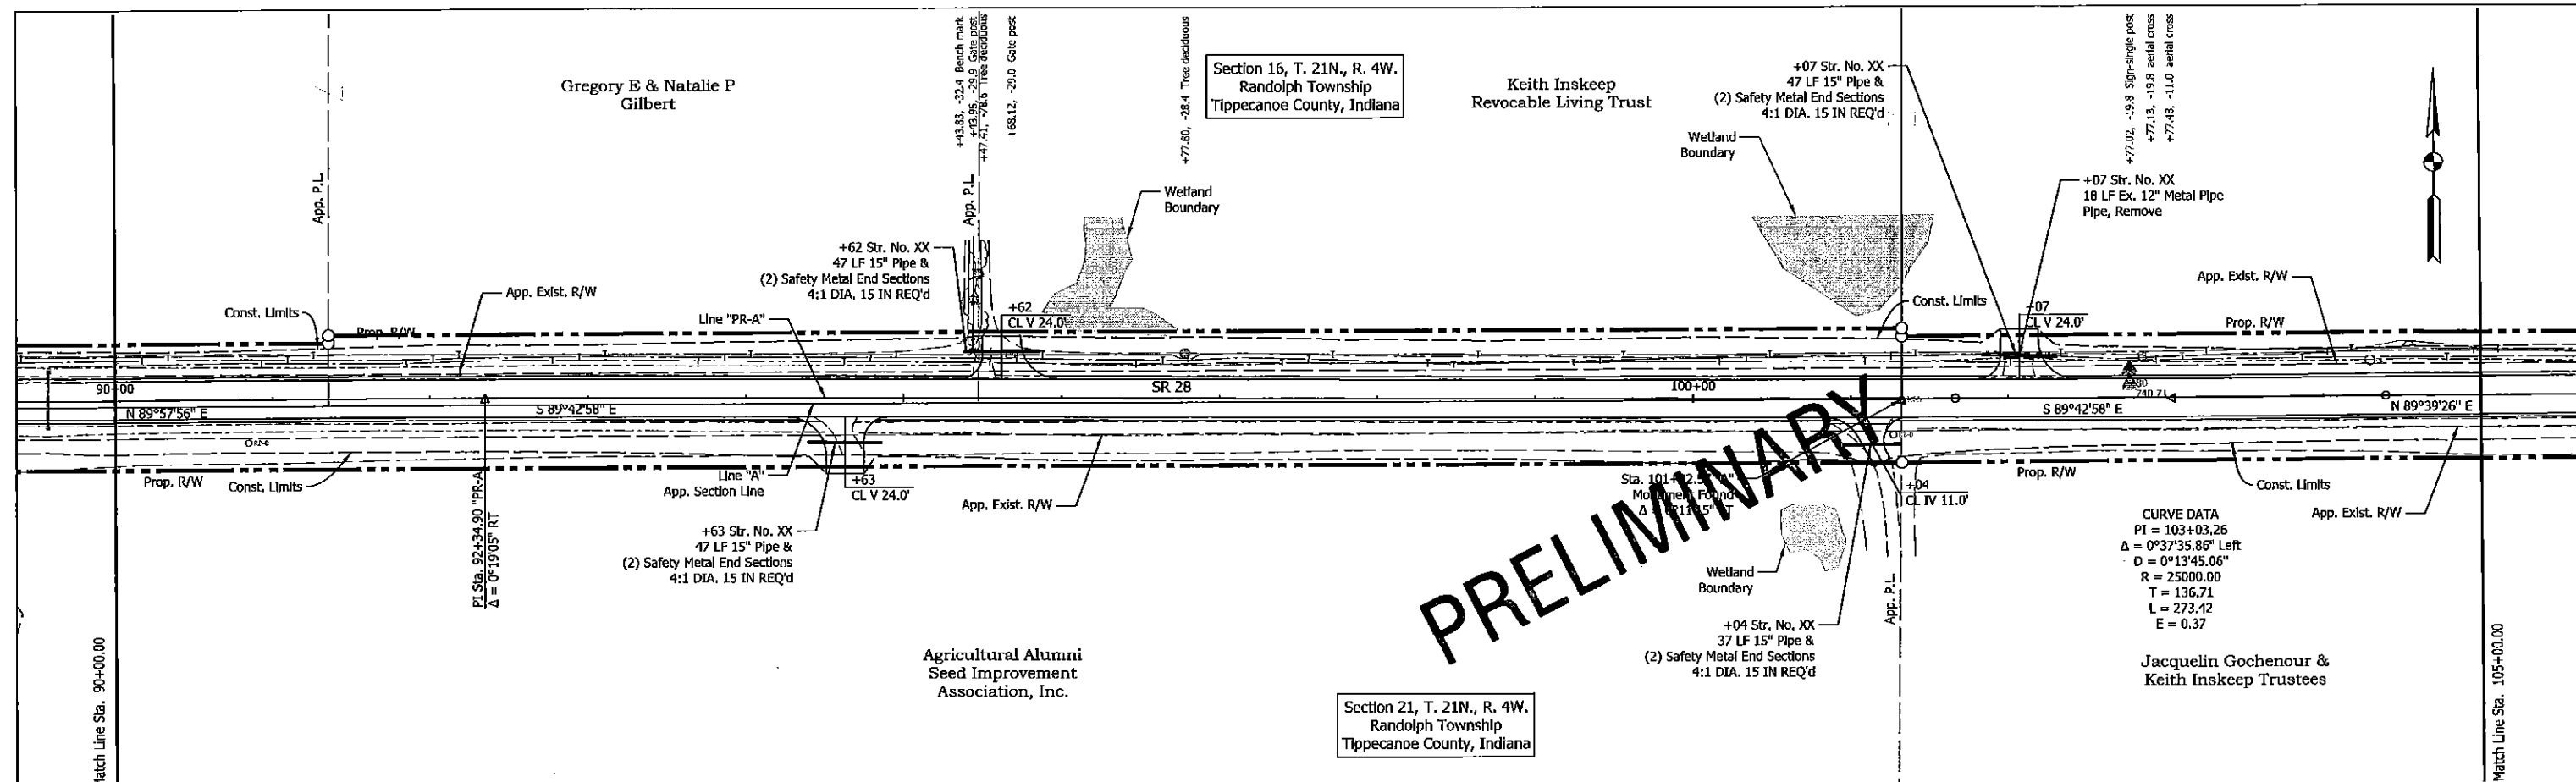 Gregory E & Natalie P
Gilbert
+43.83, -32.4 Bench mark
+43.95, -29.9 Gate post
+47.41, -78.6 Tree deciduous
+68.12, -29.0 Gate post
+77.60, -28.4 Tree deciduous
Section 16, T. 21N., R. 4W.
Randolph Township
Tippecanoe County, Indiana
Keith Inskeep
Revocable Living Trust
+07 Str. No. XX
47 LF 15" Pipe &
(2) Safety Metal End Sections
4:1 DIA. 15 IN REQ'd
+77.02, -19.8 Sign-single post
+77.13, -19.8 aerial cross
+77.48, -11.0 aerial cross
Wetland
Boundary
+07 Str. No. XX
18 LF Ex. 12" Metal Pipe
Pipe, Remove
App. P.L.
App. P.L.
Wetland
Boundary
+62 Str. No. XX
47 LF 15" Pipe &
(2) Safety Metal End Sections
4:1 DIA. 15 IN REQ'd
App. Exist. R/W
Const. Limits
Prop. R/W
Line "PR-A"
+62
CL V 24.0'
Const. Limits
+07
CL V 24.0'
App. Exist. R/W
Prop. R/W
90+00
SR 28
100+00
N 89°57'56" E
S 89°42'58" E
S 89°42'58" E
N 89°39'26" E
Prop. R/W
Const. Limits
PI Sta. 92+34.90 "PR-A"
Δ = 0°19'05" RT
Line "A"
App. Section Line
+63
CL V 24.0'
App. Exist. R/W
+63 Str. No. XX
47 LF 15" Pipe &
(2) Safety Metal End Sections
4:1 DIA. 15 IN REQ'd
PRELIMINARY
Monument Found
+04
CL IV 11.0'
Prop. R/W
Const. Limits
App. Exist. R/W
Wetland
Boundary
App. P.L.
+04 Str. No. XX
37 LF 15" Pipe &
(2) Safety Metal End Sections
4:1 DIA. 15 IN REQ'd
CURVE DATA
PI = 103+03.26
Δ = 0°37'35.86" Left
D = 0°13'45.06"
R = 25000.00
T = 136.71
L = 273.42
E = 0.37
Agricultural Alumni
Seed Improvement
Association, Inc.
Jacquelin Gochenour &
Keith Inskeep Trustees
Section 21, T. 21N., R. 4W.
Randolph Township
Tippecanoe County, Indiana
Match Line Sta. 90+00.00
Match Line Sta. 105+00.00